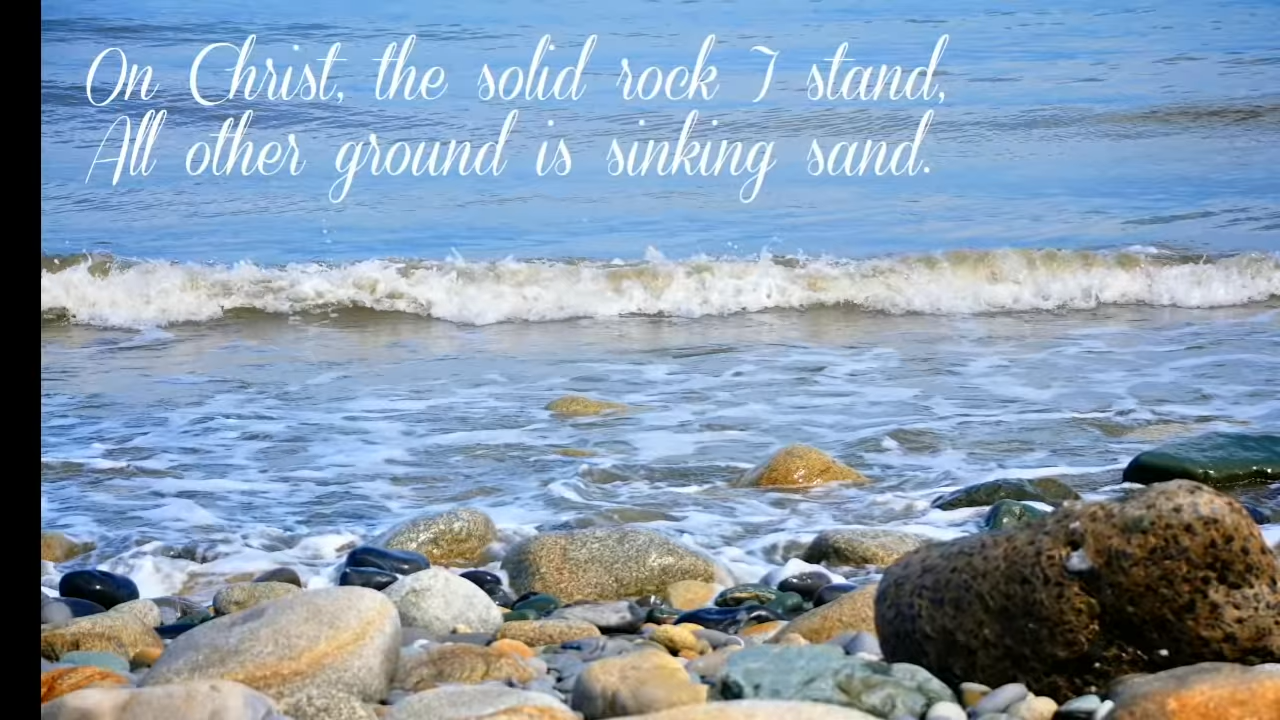 On Christ, the solid rock I stand,
All other ground is sinking sand.